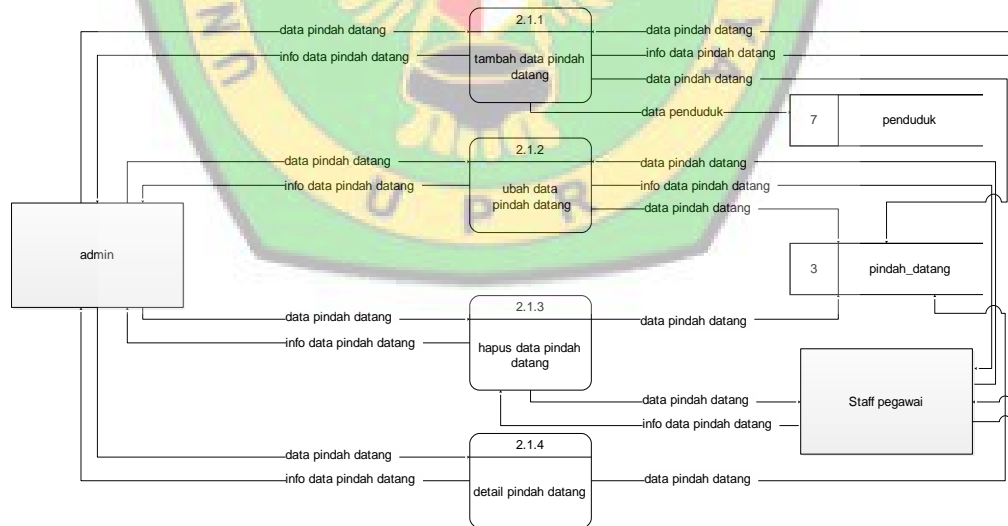 2.1.1
tambah data pindah
datang
data pindah datang
info data pindah datang
data pindah datang
info data pindah datang
data pindah datang
data penduduk
7
penduduk
2.1.2
ubah data
pindah datang
data pindah datang
info data pindah datang
data pindah datang
info data pindah datang
data pindah datang
admin
3
pindah_datang
2.1.3
hapus data pindah
datang
data pindah datang
info data pindah datang
data pindah datang
data pindah datang
info data pindah datang
Staff pegawai
2.1.4
detail pindah datang
data pindah datang
info data pindah datang
data pindah datang
UN
UPR